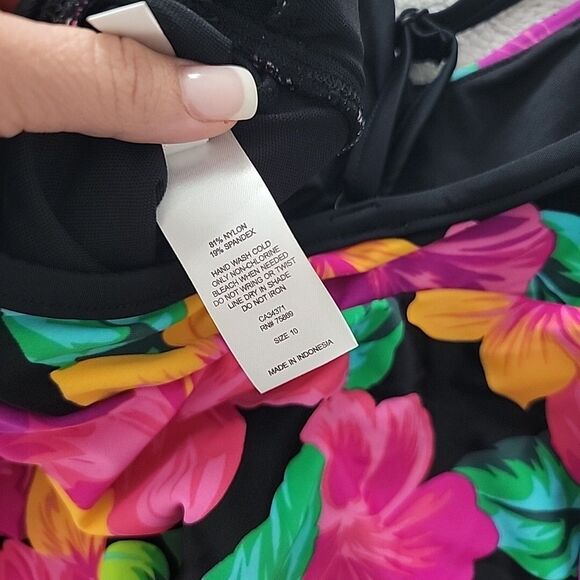 81% NYLON
19% SPANDEX
HAND WASH COLD
ONLY NON-CHLORINE
BLEACH WHEN NEEDED
DO NOT WRING OR TWIST
LINE DRY IN SHADE
DO NOT IRON
CA34371
RN# 75899
SIZE 10
MADE IN INDONESIA